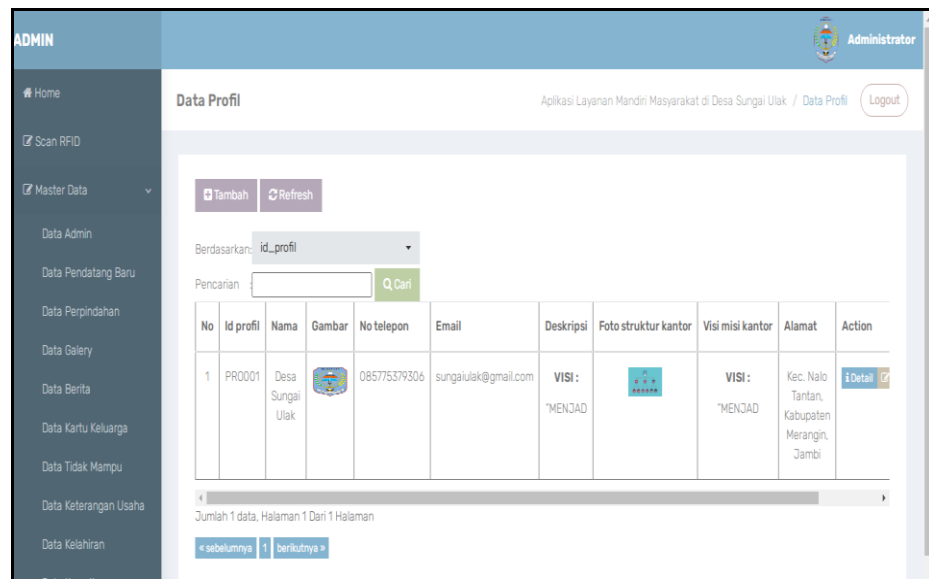 ADMIN
Administrator
Home
Scan RFID
Master Data
Data Admin
Data Pendatang Baru
Data Perpindahan
Data Galery
Data Berita
Data Kartu Keluarga
Data Tidak Mampu
Data Keterangan Usaha
Data Kelahiran
Data Profil
Aplikasi Layanan Mandiri Masyarakat di Desa Sungai Ulak / Data Profil
Logout
Tambah
Refresh
Berdasarkan: id_profil
Pencarian :
Cari
No Id profil Nama Gambar No telepon Email Deskripsi Foto struktur kantor Visi misi kantor Alamat Action
1 PRO001 Desa 085775379306 sungaiulak@gmail.com VISI : VISI : Kec. Nalo Detail
Sungai "MENJAD "MENJAD Tantan,
Ulak Kabupaten
Merangin,
Jambi
Jumlah 1 data, Halaman 1 Dari 1 Halaman
« sebelumnya 1 berikutnya »